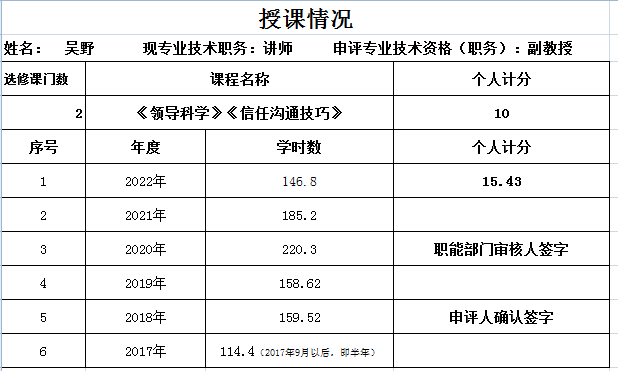 授课情况
姓名： 吴野 现专业技术职务：讲师 申评专业技术资格（职务）：副教授
选修课门数 课程名称 个人计分
2 《领导科学》《信任沟通技巧》 10
序号 年度 学时数 个人计分
1 2022年 146.8 15.43
2 2021年 185.2
3 2020年 220.3 职能部门审核人签字
4 2019年 158.62
5 2018年 159.52 申评人确认签字
6 2017年 114.4（2017年9月以后，即半年）